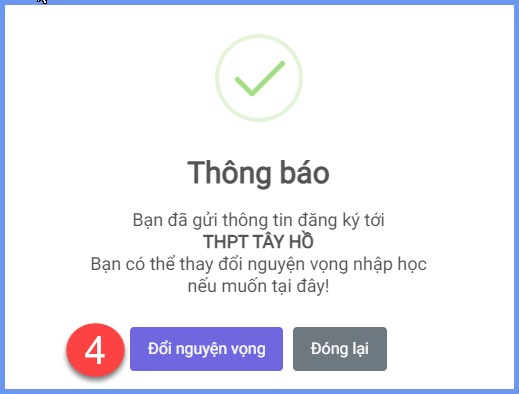 Thông báo
Bạn đã gửi thông tin đăng ký tới
THPT TÂY HỒ
Bạn có thể thay đổi nguyện vọng nhập học
nếu muốn tại đây!
4 Đổi nguyện vọng Đóng lại